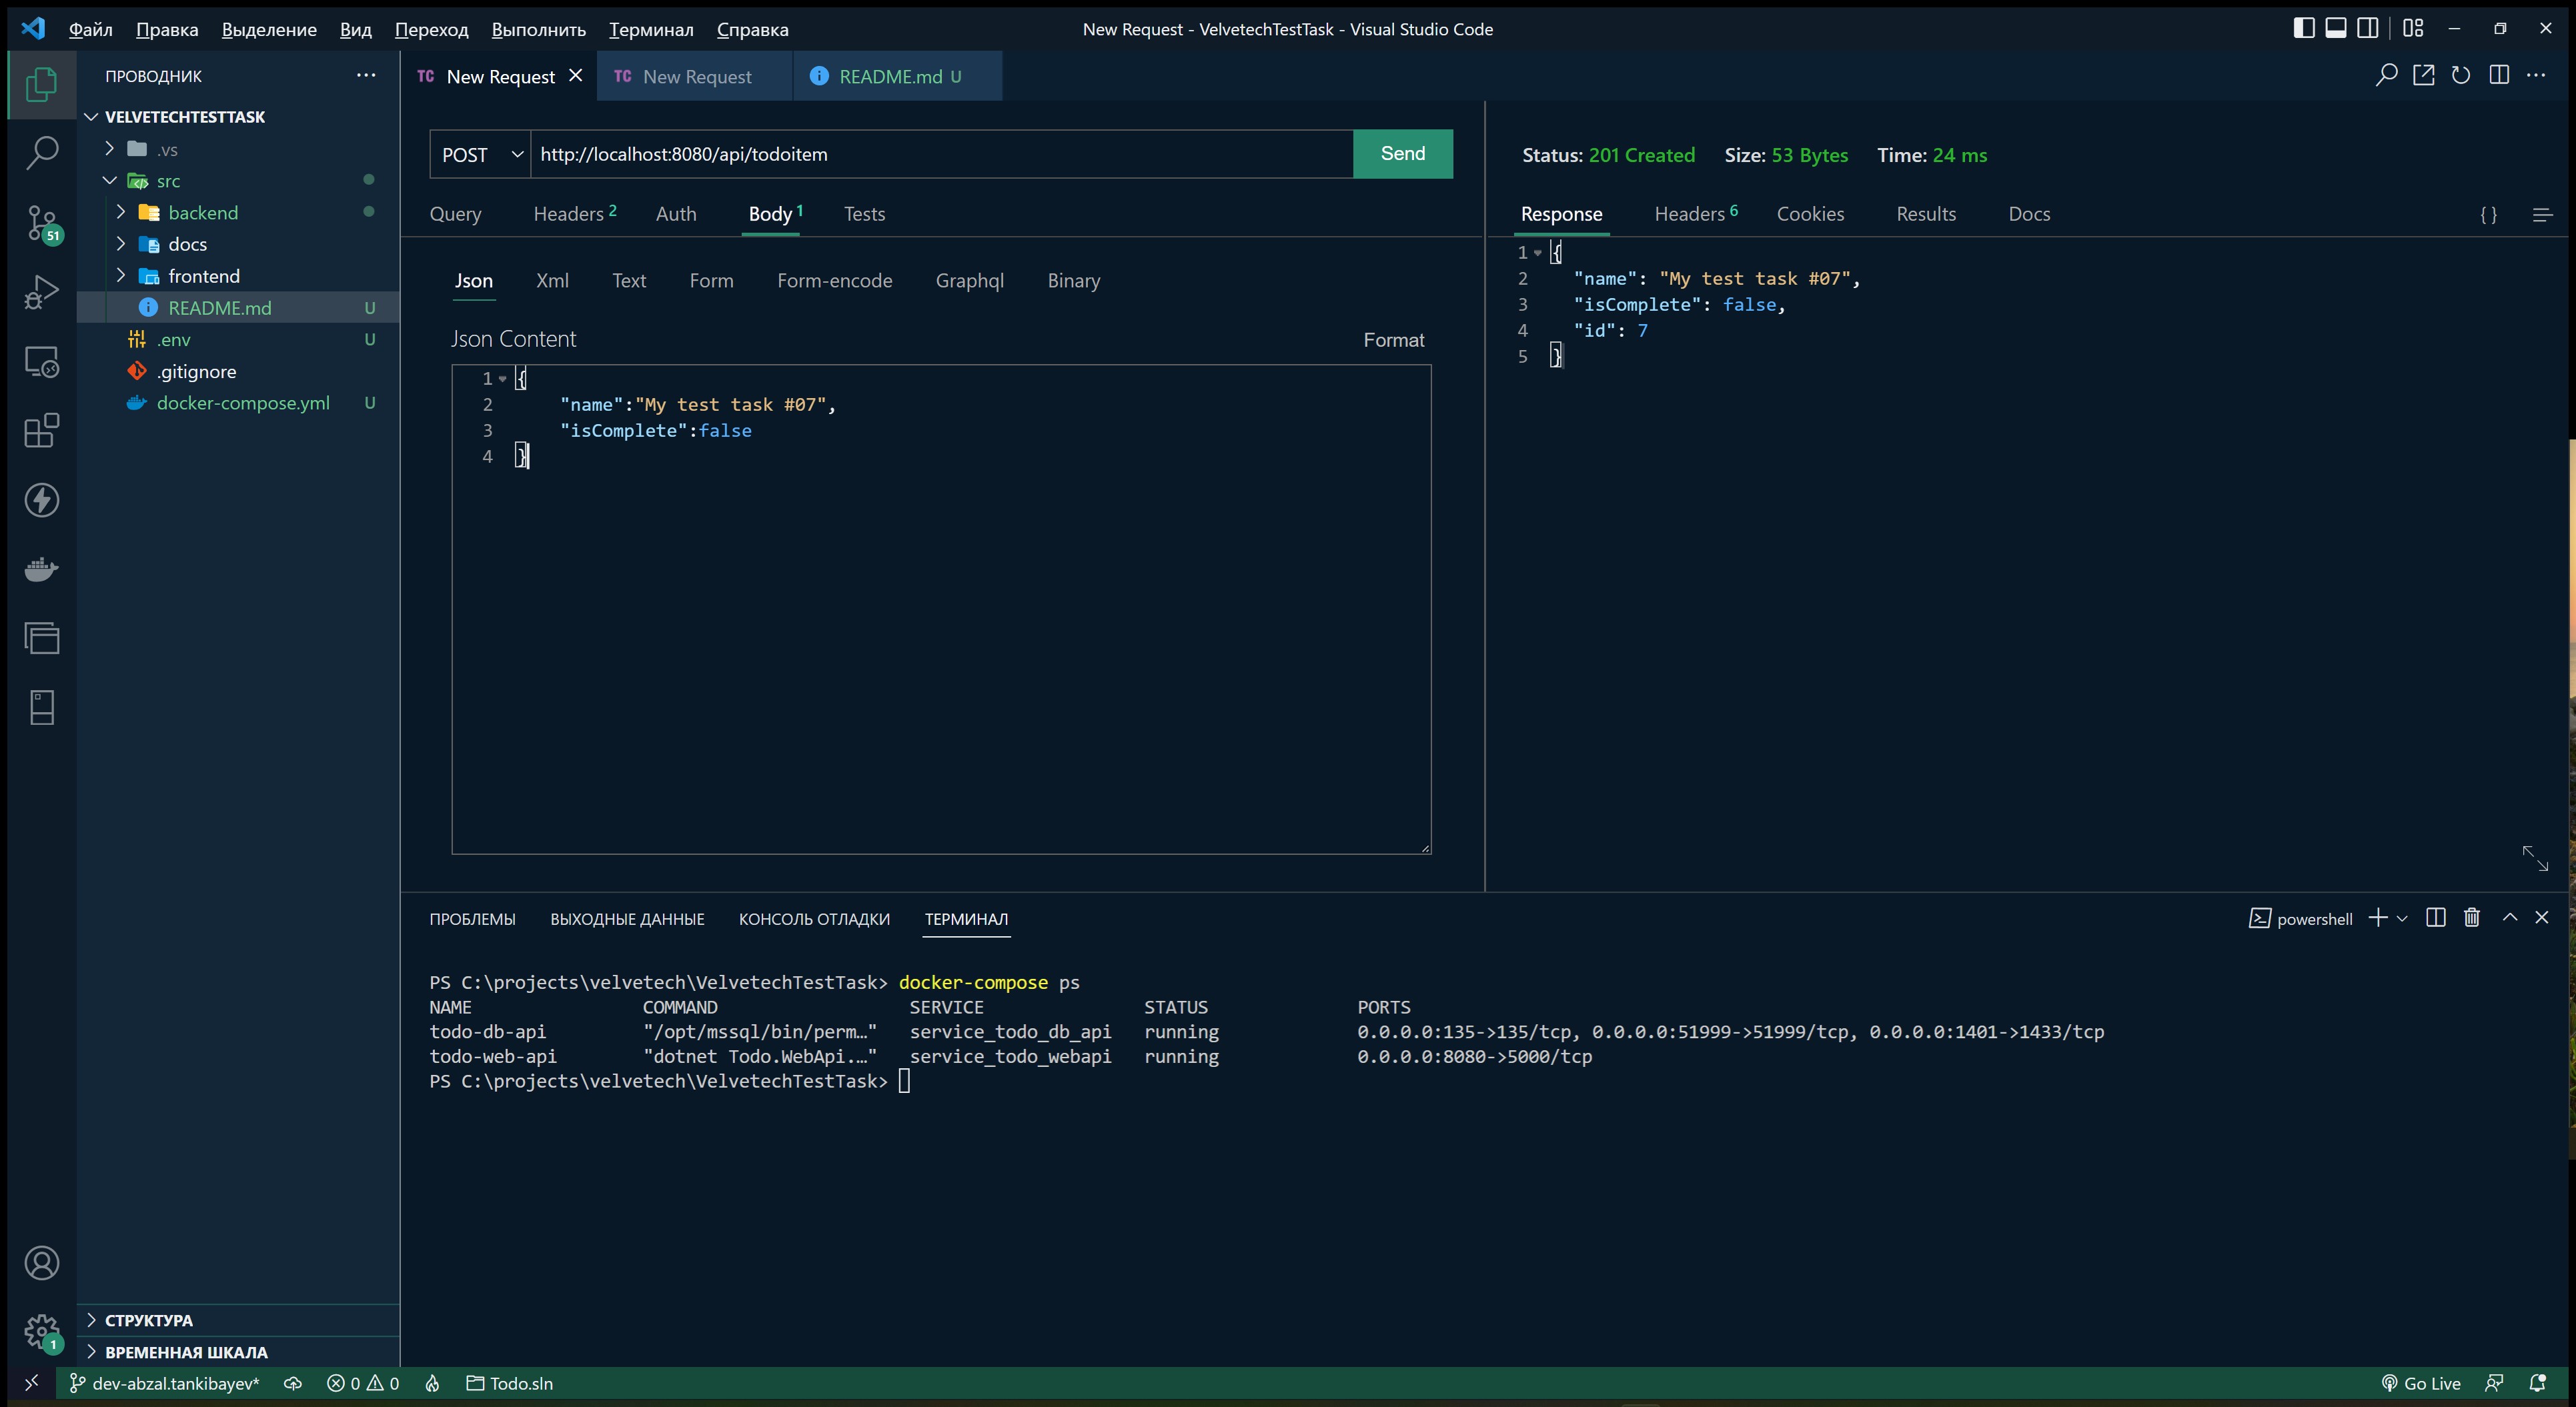 Файл Правка Выделение Вид Переход Выполнить Терминал Справка
New Request - VelvetechTestTask - Visual Studio Code
ПРОВОДНИК
VELVETECHTESTTASK
.vs
src
backend
docs
frontend
README.md U
.env U
.gitignore
docker-compose.yml U
СТРУКТУРА
ВРЕМЕННАЯ ШКАЛА
51
1
TC New Request
TC New Request
README.md U
POST http://localhost:8080/api/todoitem Send
Query Headers 2 Auth Body 1 Tests
Json Xml Text Form Form-encode Graphql Binary
Json Content Format
1 {
2 "name":"My test task #07",
3 "isComplete":false
4 }
Status: 201 Created Size: 53 Bytes Time: 24 ms
Response Headers 6 Cookies Results Docs {}
1 {
2 "name": "My test task #07",
3 "isComplete": false,
4 "id": 7
5 }
ПРОБЛЕМЫ ВЫХОДНЫЕ ДАННЫЕ КОНСОЛЬ ОТЛАДКИ ТЕРМИНАЛ
powershell
PS C:\projects\velvetech\VelvetechTestTask> docker-compose ps
NAME COMMAND SERVICE STATUS PORTS
todo-db-api "/opt/mssql/bin/perm…" service_todo_db_api running 0.0.0.0:135->135/tcp, 0.0.0.0:51999->51999/tcp, 0.0.0.0:1401->1433/tcp
todo-web-api "dotnet Todo.WebApi.…" service_todo_webapi running 0.0.0.0:8080->5000/tcp
PS C:\projects\velvetech\VelvetechTestTask>
dev-abzal.tankibayev* 0 0 Todo.sln
Go Live